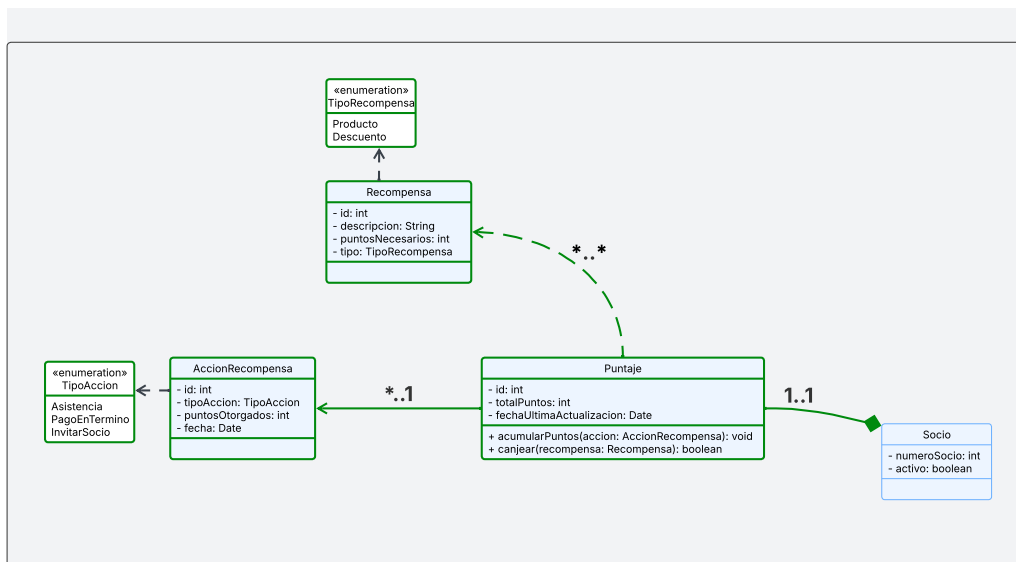 «enumeration»
TipoRecompensa
Producto
Descuento
Recompensa
- id: int
- descripcion: String
- puntosNecesarios: int
- tipo: TipoRecompensa
*..*
«enumeration»
TipoAccion
Asistencia
PagoEnTermino
InvitarSocio
AccionRecompensa
- id: int
- tipoAccion: TipoAccion
- puntosOtorgados: int
- fecha: Date
*..1
Puntaje
- id: int
- totalPuntos: int
- fechaUltimaActualizacion: Date
+ acumularPuntos(accion: AccionRecompensa): void
+ canjear(recompensa: Recompensa): boolean
1..1
Socio
- numeroSocio: int
- activo: boolean